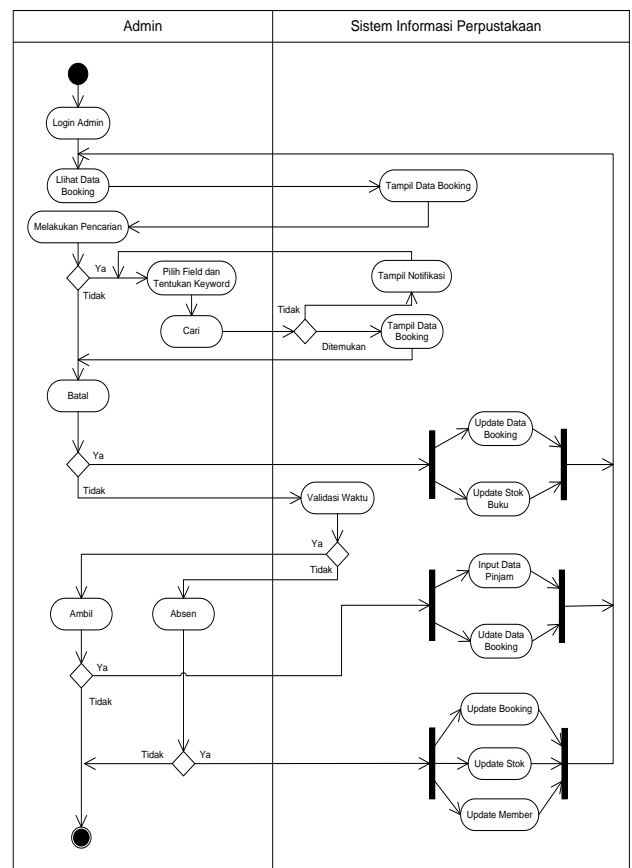 Admin
Sistem Informasi Perpustakaan
Login Admin
Llihat Data
Booking
Tampil Data Booking
Melakukan Pencarian
Ya
Pilih Field dan
Tentukan Keyword
Tampil Notifikasi
Tidak
Tidak
Cari
Tampil Data
Booking
Ditemukan
Batal
Ya
Update Data
Booking
Tidak
Validasi Waktu
Update Stok
Buku
Ya
Tidak
Input Data
Pinjam
Ambil
Absen
Udate Data
Booking
Ya
Tidak
Update Booking
Tidak
Ya
Update Stok
Update Member